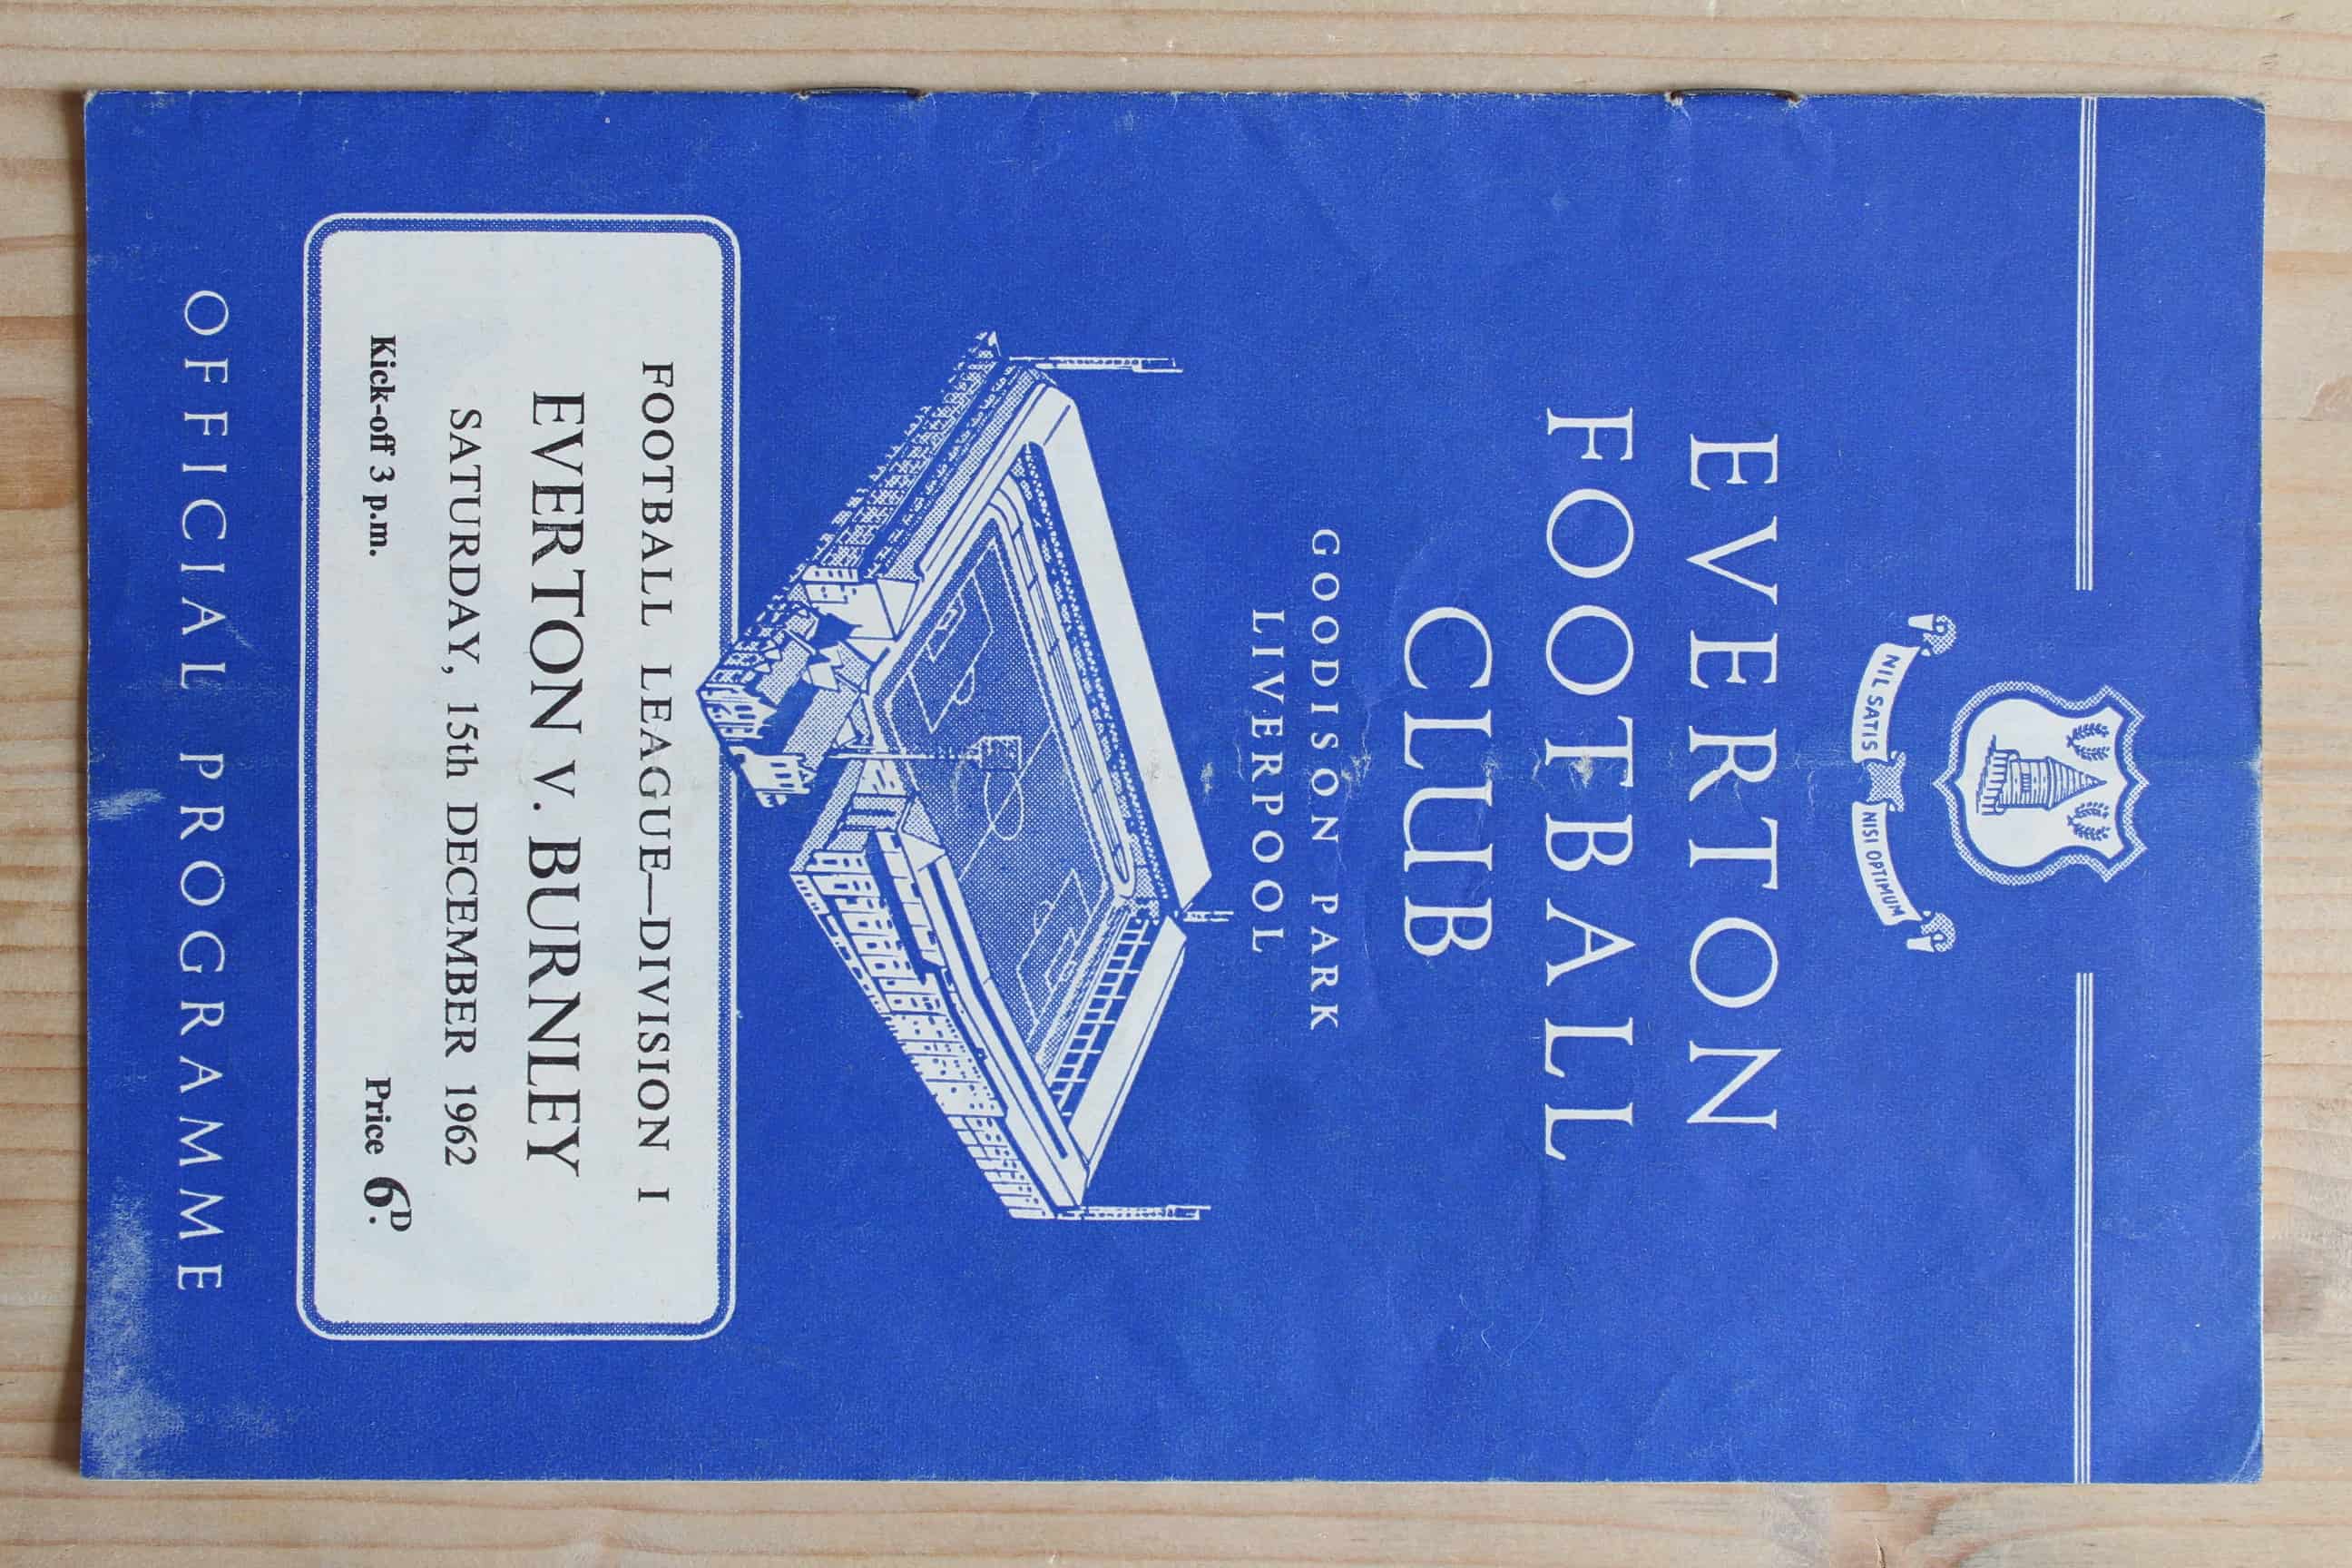 NIL SATIS NISI OPTIMUM
EVERTON
FOOTBALL
CLUB
GOODISON PARK
LIVERPOOL
FOOTBALL LEAGUE—DIVISION I
EVERTON V. BURNLEY
SATURDAY, 15th DECEMBER 1962
Kick-off 3 p.m. Price 6D.
OFFICIAL PROGRAMME